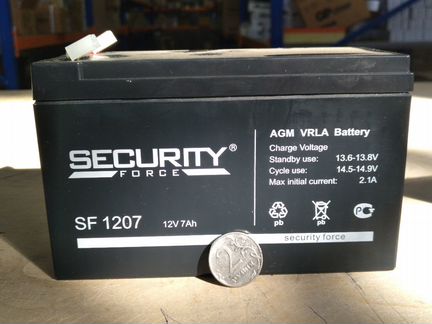 SECURITY®
FORCE
SF 1207 12V 7Ah
AGM VRLA Battery
Charge Voltage
Standby use: 13.6-13.8V
Cycle use: 14.5-14.9V
Max initial current: 2.1A
pb pb
security force
2